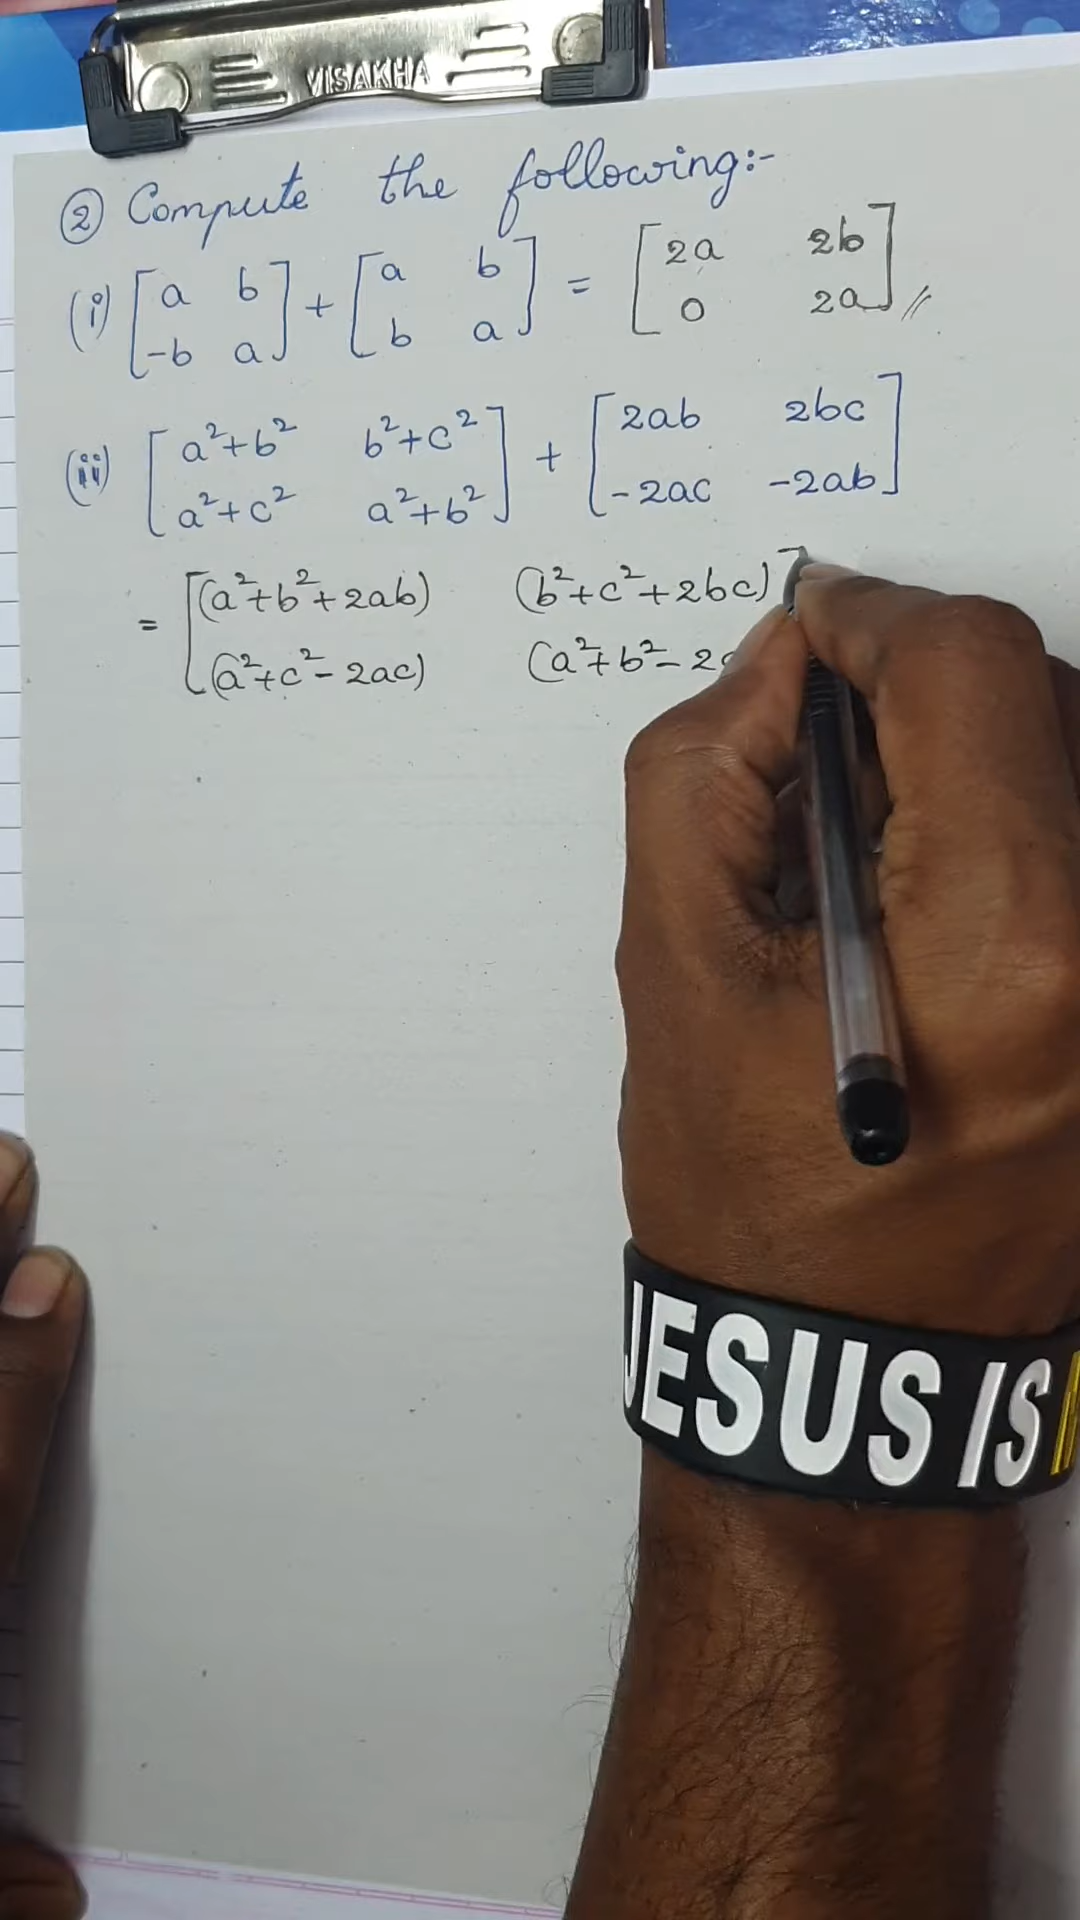 VISAKHA
② Compute the following:-
(i) [a b -b a] + [a b b a] = [2a 2b 0 2a]//
(ii) [a²+b² b²+c² a²+c² a²+b²] + [2ab 2bc -2ac -2ab]
= [(a²+b²+2ab) (b²+c²+2bc)]
(a²+c²-2ac) (a²+b²-2
JESUS IS